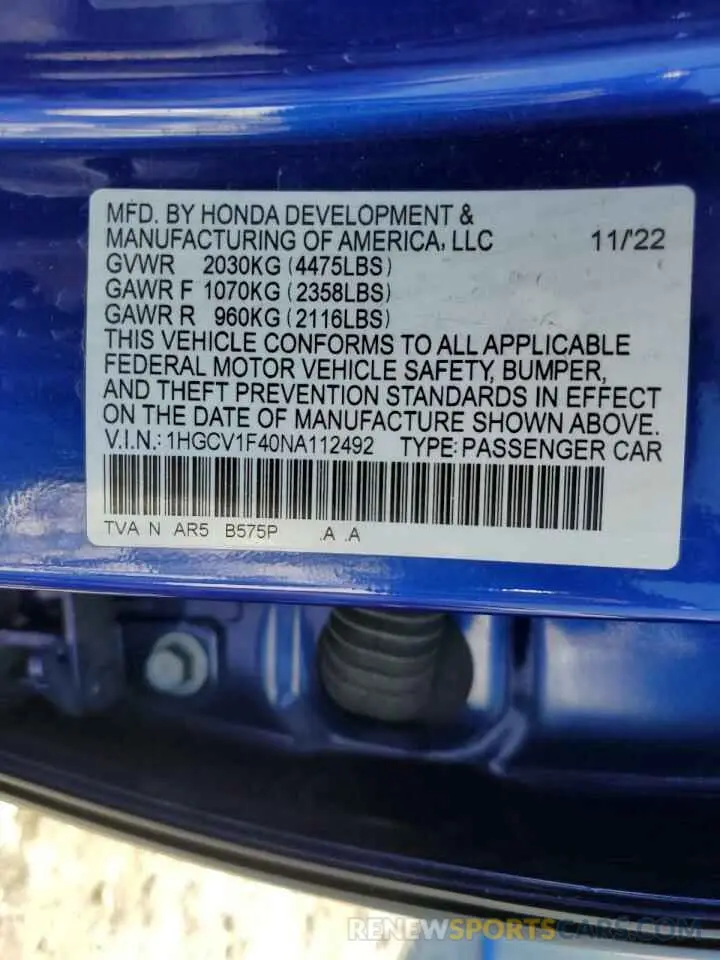 MFD. BY HONDA DEVELOPMENT &
MANUFACTURING OF AMERICA, LLC 11/'22
GVWR 2030KG (4475LBS)
GAWR F 1070KG (2358LBS)
GAWR R 960KG (2116LBS)
THIS VEHICLE CONFORMS TO ALL APPLICABLE
FEDERAL MOTOR VEHICLE SAFETY, BUMPER,
AND THEFT PREVENTION STANDARDS IN EFFECT
ON THE DATE OF MANUFACTURE SHOWN ABOVE.
V.I.N.: 1HGCV1F40NA112492 TYPE: PASSENGER CAR
TVA N AR5 B575P .A .A
RENEWSPORTSCARS.COM